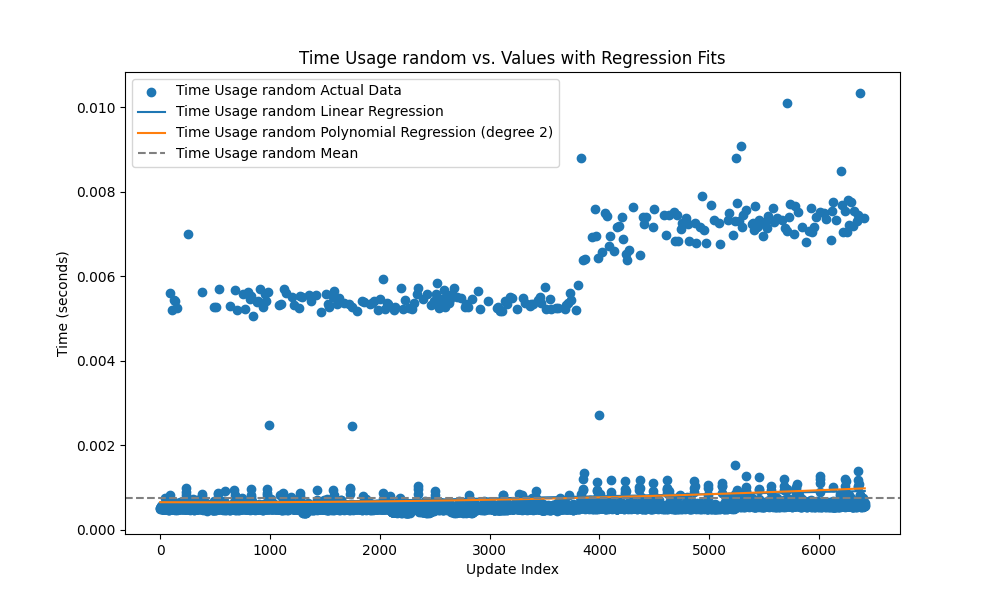 Time Usage random vs. Values with Regression Fits
Time Usage random Actual Data
Time Usage random Linear Regression
Time Usage random Polynomial Regression (degree 2)
Time Usage random Mean
0.010
0.008
0.006
0.004
0.002
0.000
Time (seconds)
0 1000 2000 3000 4000 5000 6000
Update Index